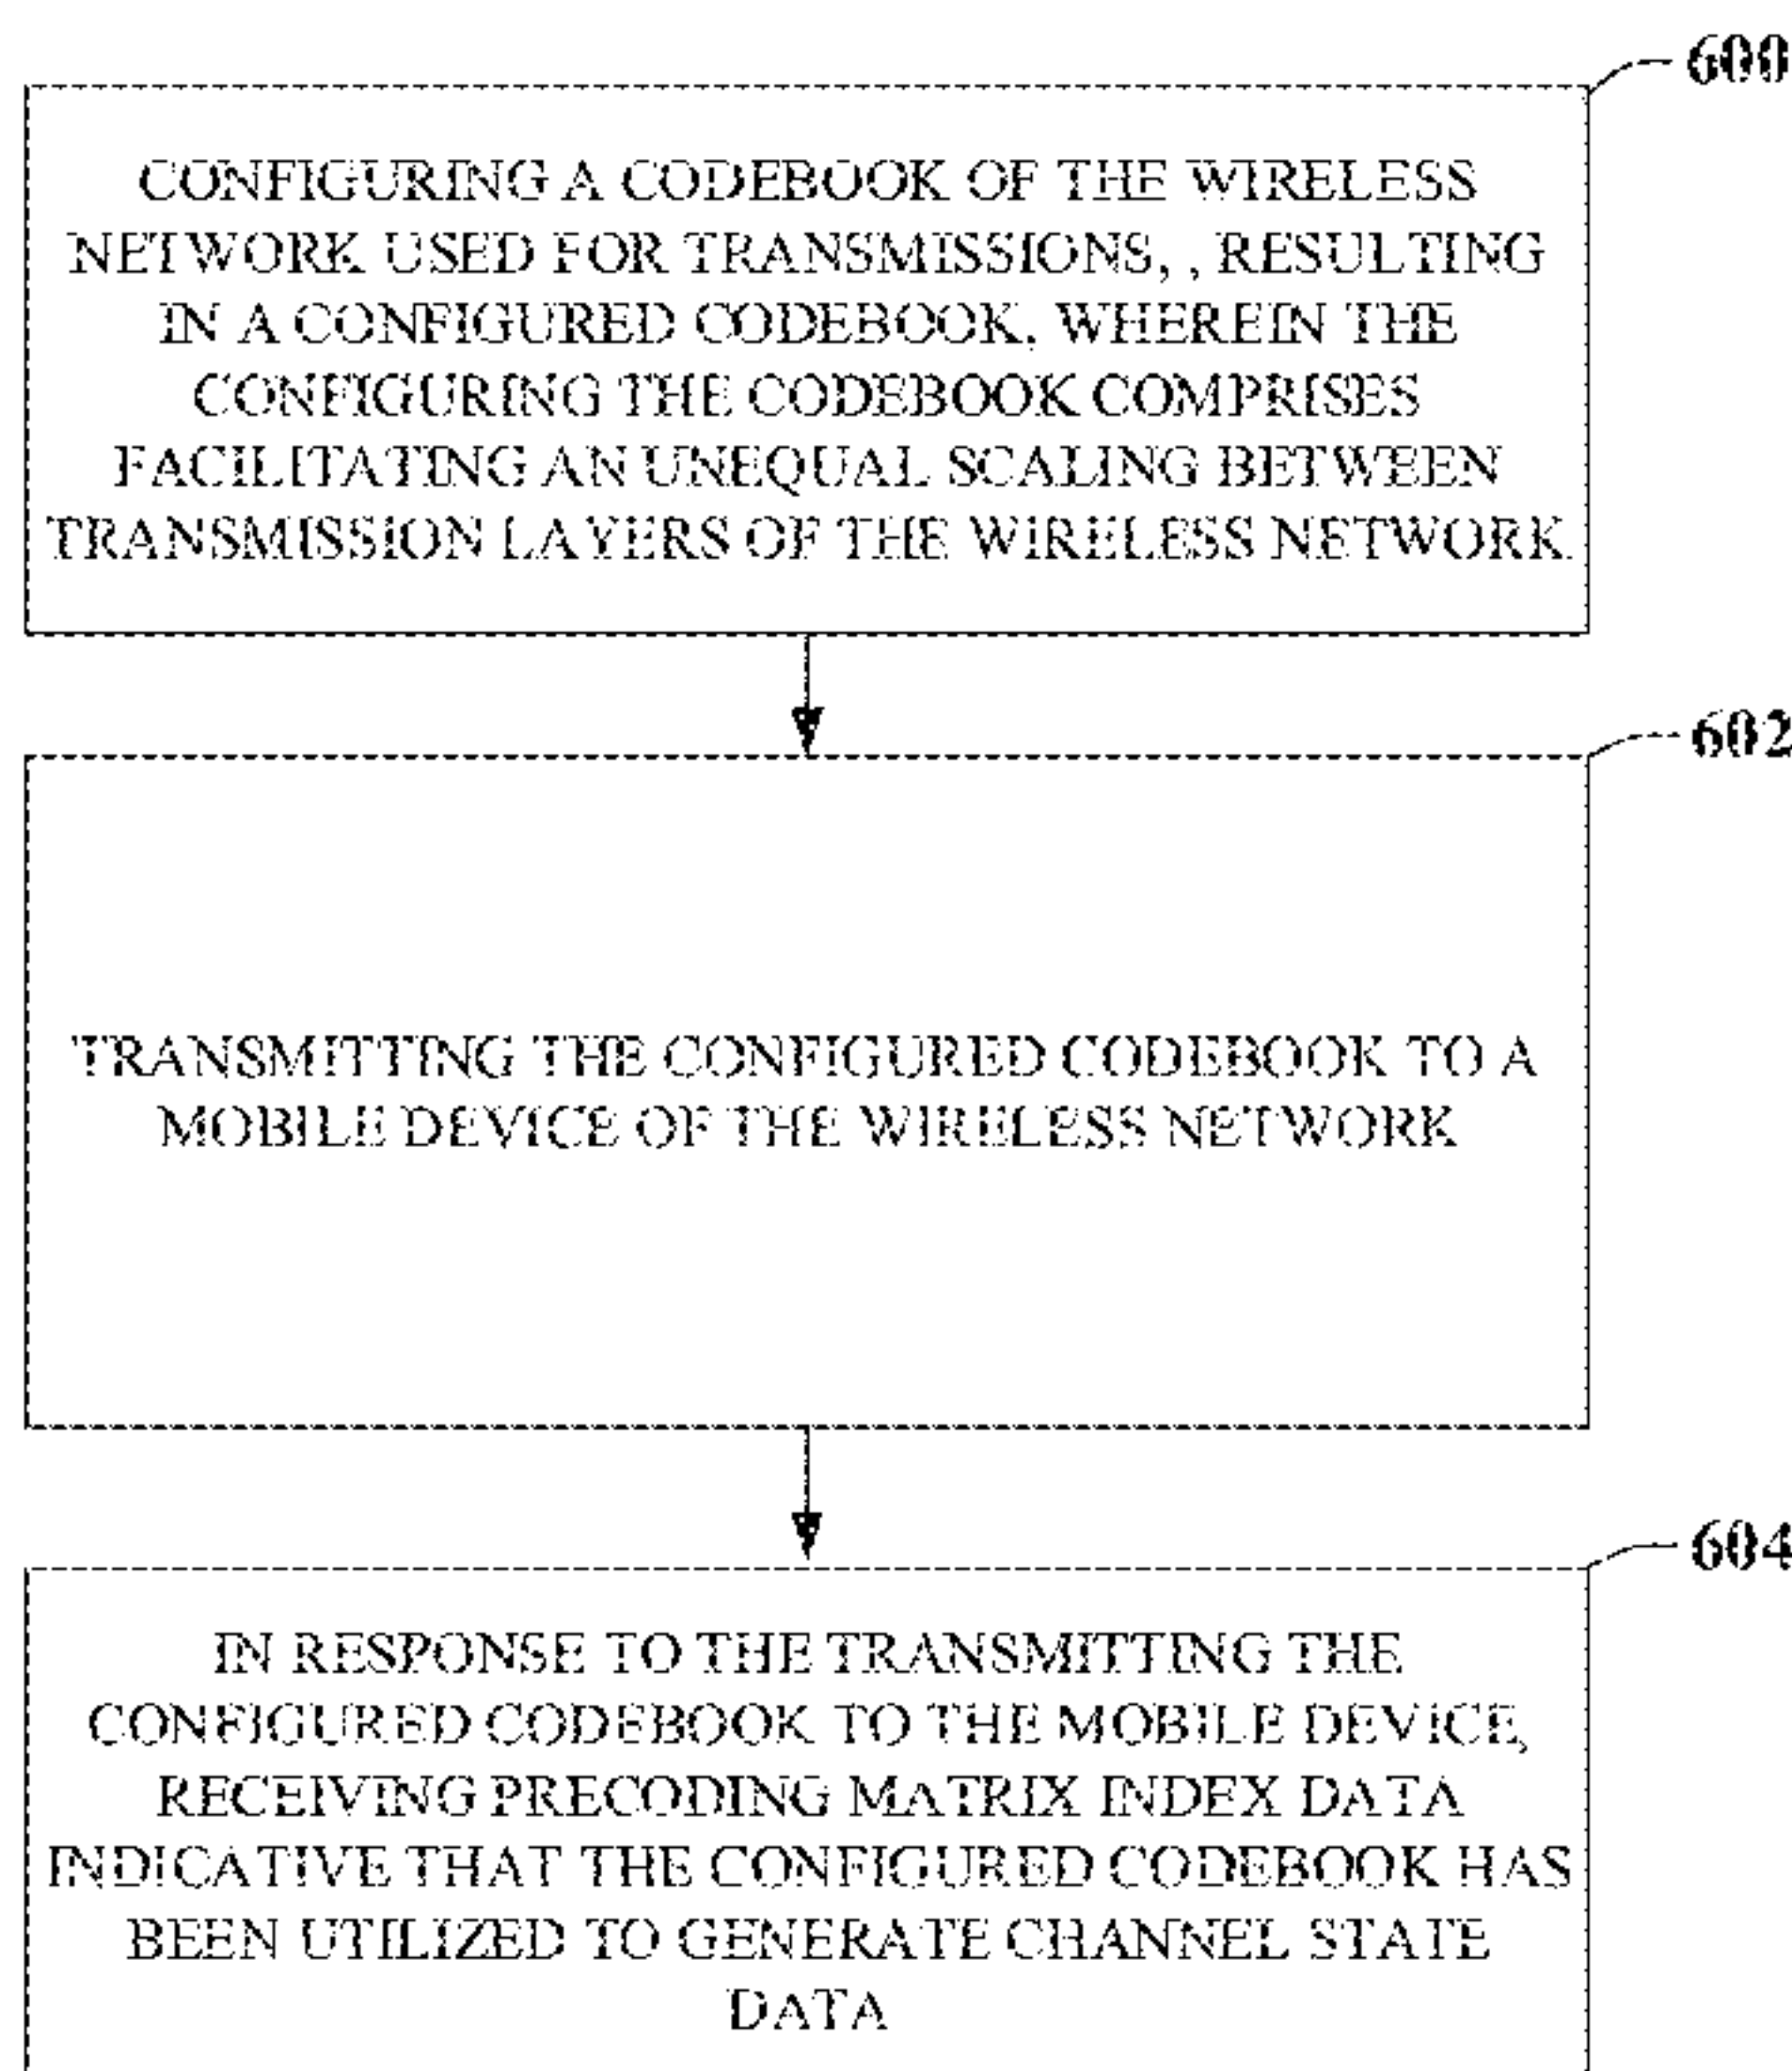 600
CONFIGURING A CODEBOOK OF THE WIRELESS
NETWORK USED FOR TRANSMISSIONS, , RESULTING
IN A CONFIGURED CODEBOOK, WHEREIN THE
CONFIGURING THE CODEBOOK COMPRISES
FACILITATING AN UNEQUAL SCALING BETWEEN
TRANSMISSION LAYERS OF THE WIRELESS NETWORK.
602
TRANSMITTING THE CONFIGURED CODEBOOK TO A
MOBILE DEVICE OF THE WIRELESS NETWORK
604
IN RESPONSE TO THE TRANSMITTING THE
CONFIGURED CODEBOOK TO THE MOBILE DEVICE,
RECEIVING PRECODING MATRIX INDEX DATA
INDICATIVE THAT THE CONFIGURED CODEBOOK HAS
BEEN UTILIZED TO GENERATE CHANNEL STATE
DATA